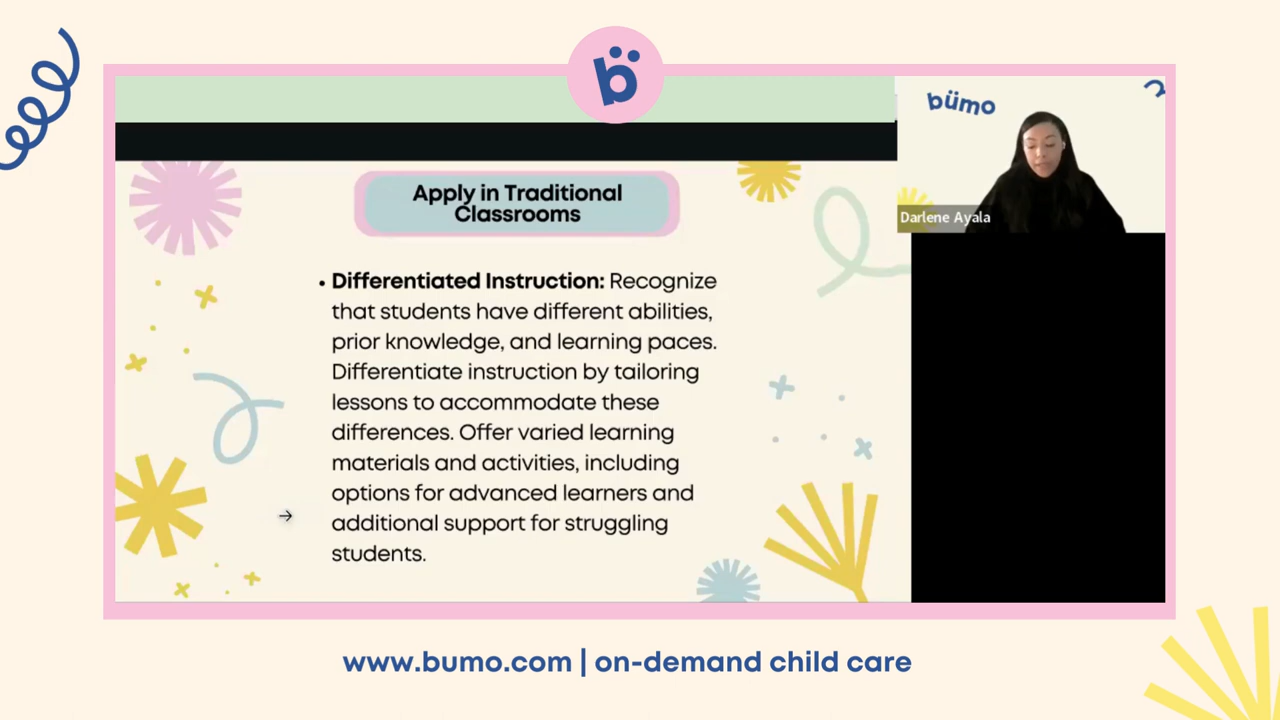 b
bümo
Darlene Ayala
Apply in Traditional
Classrooms
• Differentiated Instruction: Recognize
that students have different abilities,
prior knowledge, and learning paces.
Differentiate instruction by tailoring
lessons to accommodate these
differences. Offer varied learning
materials and activities, including
options for advanced learners and
additional support for struggling
students.
www.bumo.com | on-demand child care